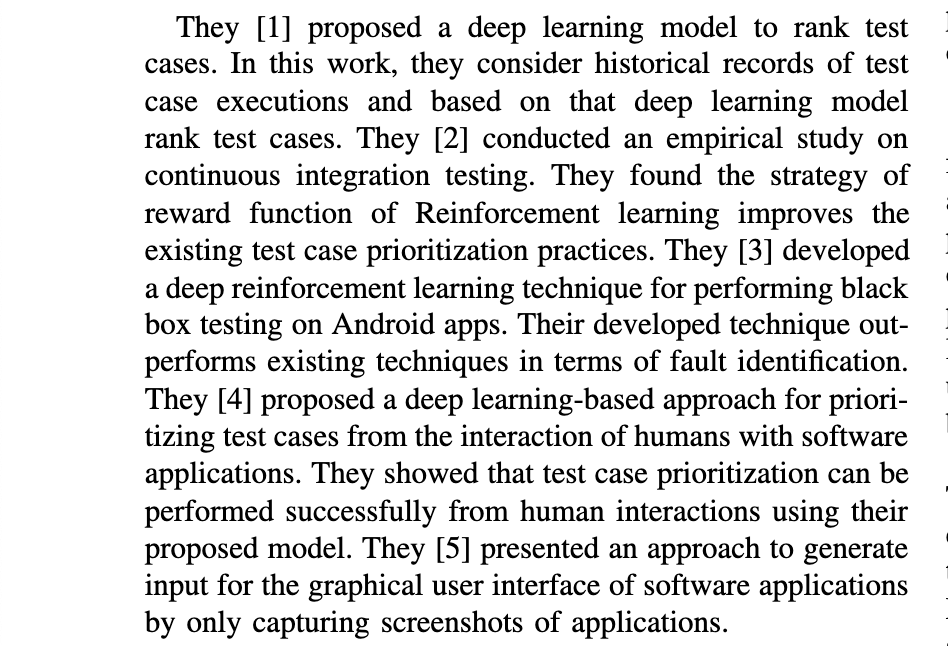 They [1] proposed a deep learning model to rank test
cases. In this work, they consider historical records of test
case executions and based on that deep learning model
rank test cases. They [2] conducted an empirical study on
continuous integration testing. They found the strategy of
reward function of Reinforcement learning improves the
existing test case prioritization practices. They [3] developed
a deep reinforcement learning technique for performing black
box testing on Android apps. Their developed technique out-
performs existing techniques in terms of fault identification.
They [4] proposed a deep learning-based approach for priori-
tizing test cases from the interaction of humans with software
applications. They showed that test case prioritization can be
performed successfully from human interactions using their
proposed model. They [5] presented an approach to generate
input for the graphical user interface of software applications
by only capturing screenshots of applications.